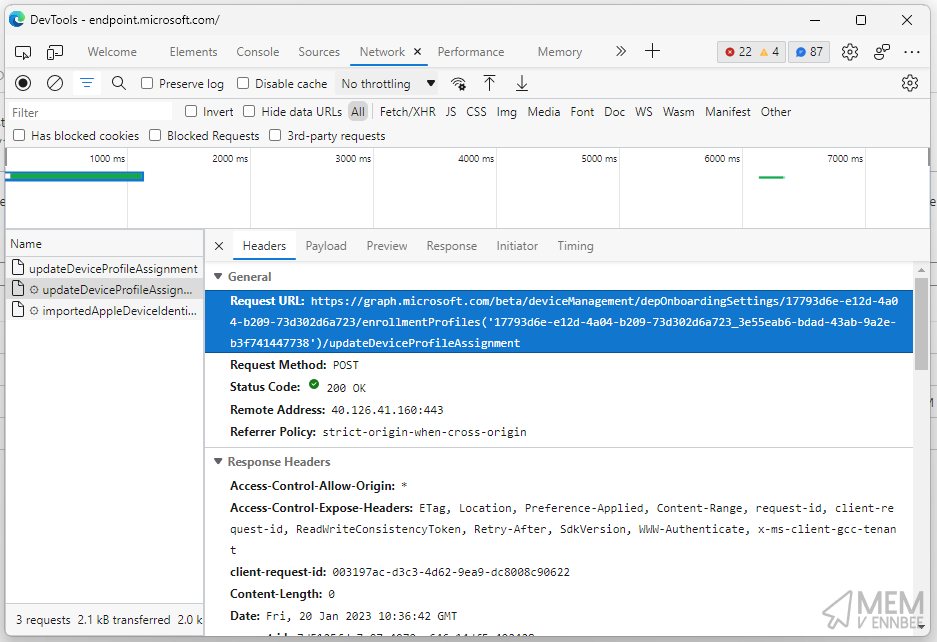 DevTools - endpoint.microsoft.com/
Welcome Elements Console Sources Network Performance Memory 22 4 87
Preserve log Disable cache No throttling
Filter Invert Hide data URLs All Fetch/XHR JS CSS Img Media Font Doc WS Wasm Manifest Other
Has blocked cookies Blocked Requests 3rd-party requests
1000 ms 2000 ms 3000 ms 4000 ms 5000 ms 6000 ms 7000 ms
Name
updateDeviceProfileAssignment
updateDeviceProfileAssign...
importedAppleDeviceIdenti...
Headers Payload Preview Response Initiator Timing
General
Request URL: https://graph.microsoft.com/beta/deviceManagement/depOnboardingSettings/17793d6e-e12d-4a0
4-b209-73d302d6a723/enrollmentProfiles('17793d6e-e12d-4a04-b209-73d302d6a723_3e55eab6-bdad-43ab-9a2e-
b3f741447738')/updateDeviceProfileAssignment
Request Method: POST
Status Code: 200 OK
Remote Address: 40.126.41.160:443
Referrer Policy: strict-origin-when-cross-origin
Response Headers
Access-Control-Allow-Origin: *
Access-Control-Expose-Headers: ETag, Location, Preference-Applied, Content-Range, request-id, client-re
quest-id, ReadWriteConsistencyToken, Retry-After, SdkVersion, WWW-Authenticate, x-ms-client-gcc-tenan
t
client-request-id: 003197ac-d3c3-4d62-9ea9-dc8008c90622
Content-Length: 0
Date: Fri, 20 Jan 2023 10:36:42 GMT
3 requests 2.1 kB transferred 2.0 k
MEM
V ENNBEE